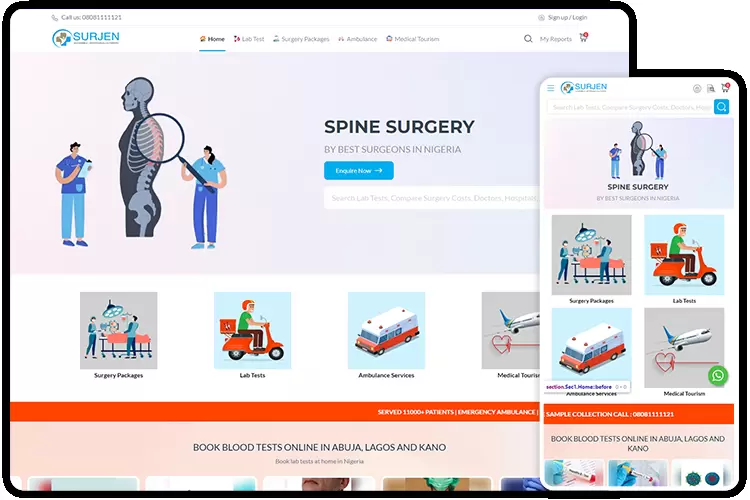 Call us: 08081111121
Sign up / Login
SURJEN
Home
Lab Test
Surgery Packages
Ambulance
Medical Tourism
My Reports
SPINE SURGERY
BY BEST SURGEONS IN NIGERIA
Enquire Now
Search Lab Tests, Compare Surgery Costs, Doctors, Hospitals,
Surgery Packages
Lab Tests
Ambulance Services
Medical Touris
SERVED 11000+ PATIENTS | EMERGENCY AMBULANCE |
BOOK BLOOD TESTS ONLINE IN ABUJA, LAGOS AND KANO
Book lab tests at home in Nigeria
SURJEN
Search Lab Tests, Compare Surgery Costs, Doctors, Hosp
SPINE SURGERY
BY BEST SURGEONS IN NIGERIA
Surgery Packages
Lab Tests
section.Sec1.Home::before 0 × 0
Ambulance Services
Medical Tourism
SAMPLE COLLECTION CALL : 08081111121
BOOK BLOOD TESTS ONLINE IN ABUJA, LAGOS AND
KANO